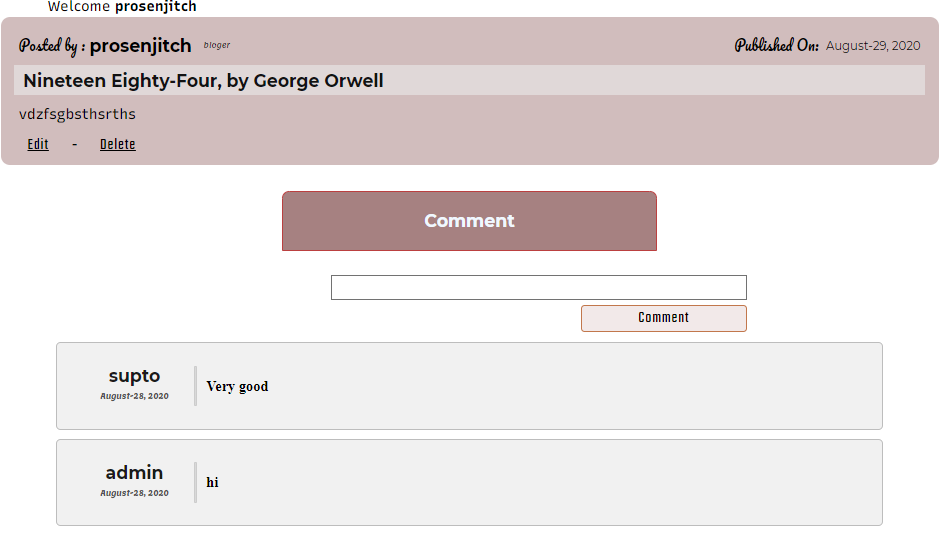 Welcome prosenjitch
Posted by : prosenjitch bloger Published On: August-29, 2020
Nineteen Eighty-Four, by George Orwell
vdzfsgbsthsrths
Edit - Delete
Comment
Comment
supto
August-28, 2020
Very good
admin
August-28, 2020
hi